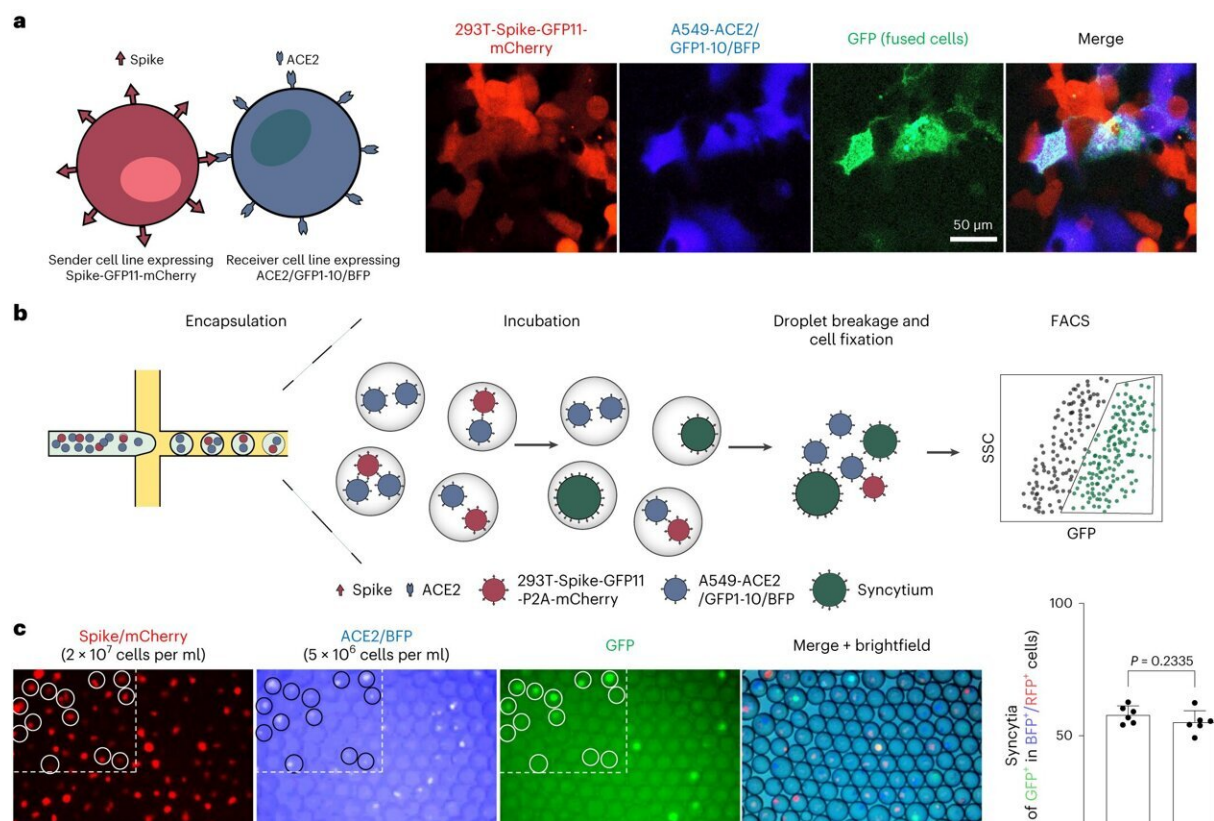 a
Spike
ACE2
Sender cell line expressing
Spike-GFP11-mCherry
Receiver cell line expressing
ACE2/GFP1-10/BFP
293T-Spike-GFP11-
mCherry
A549-ACE2/
GFP1-10/BFP
GFP (fused cells)
Merge
50 µm
b
Encapsulation
Incubation
Droplet breakage and
cell fixation
FACS
SSC
GFP
Spike
ACE2
293T-Spike-GFP11
-P2A-mCherry
A549-ACE2
/GFP1-10/BFP
Syncytium
c
Spike/mCherry
(2 × 10⁷ cells per ml)
ACE2/BFP
(5 × 10⁶ cells per ml)
GFP
Merge + brightfield
Syncytia
of GFP⁺ in BFP⁺/RFP⁺ cells)
100
50
P = 0.2335